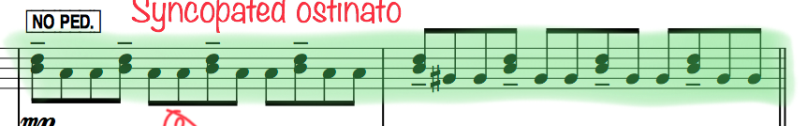 Syncopated ostinato
NO PED.
mp